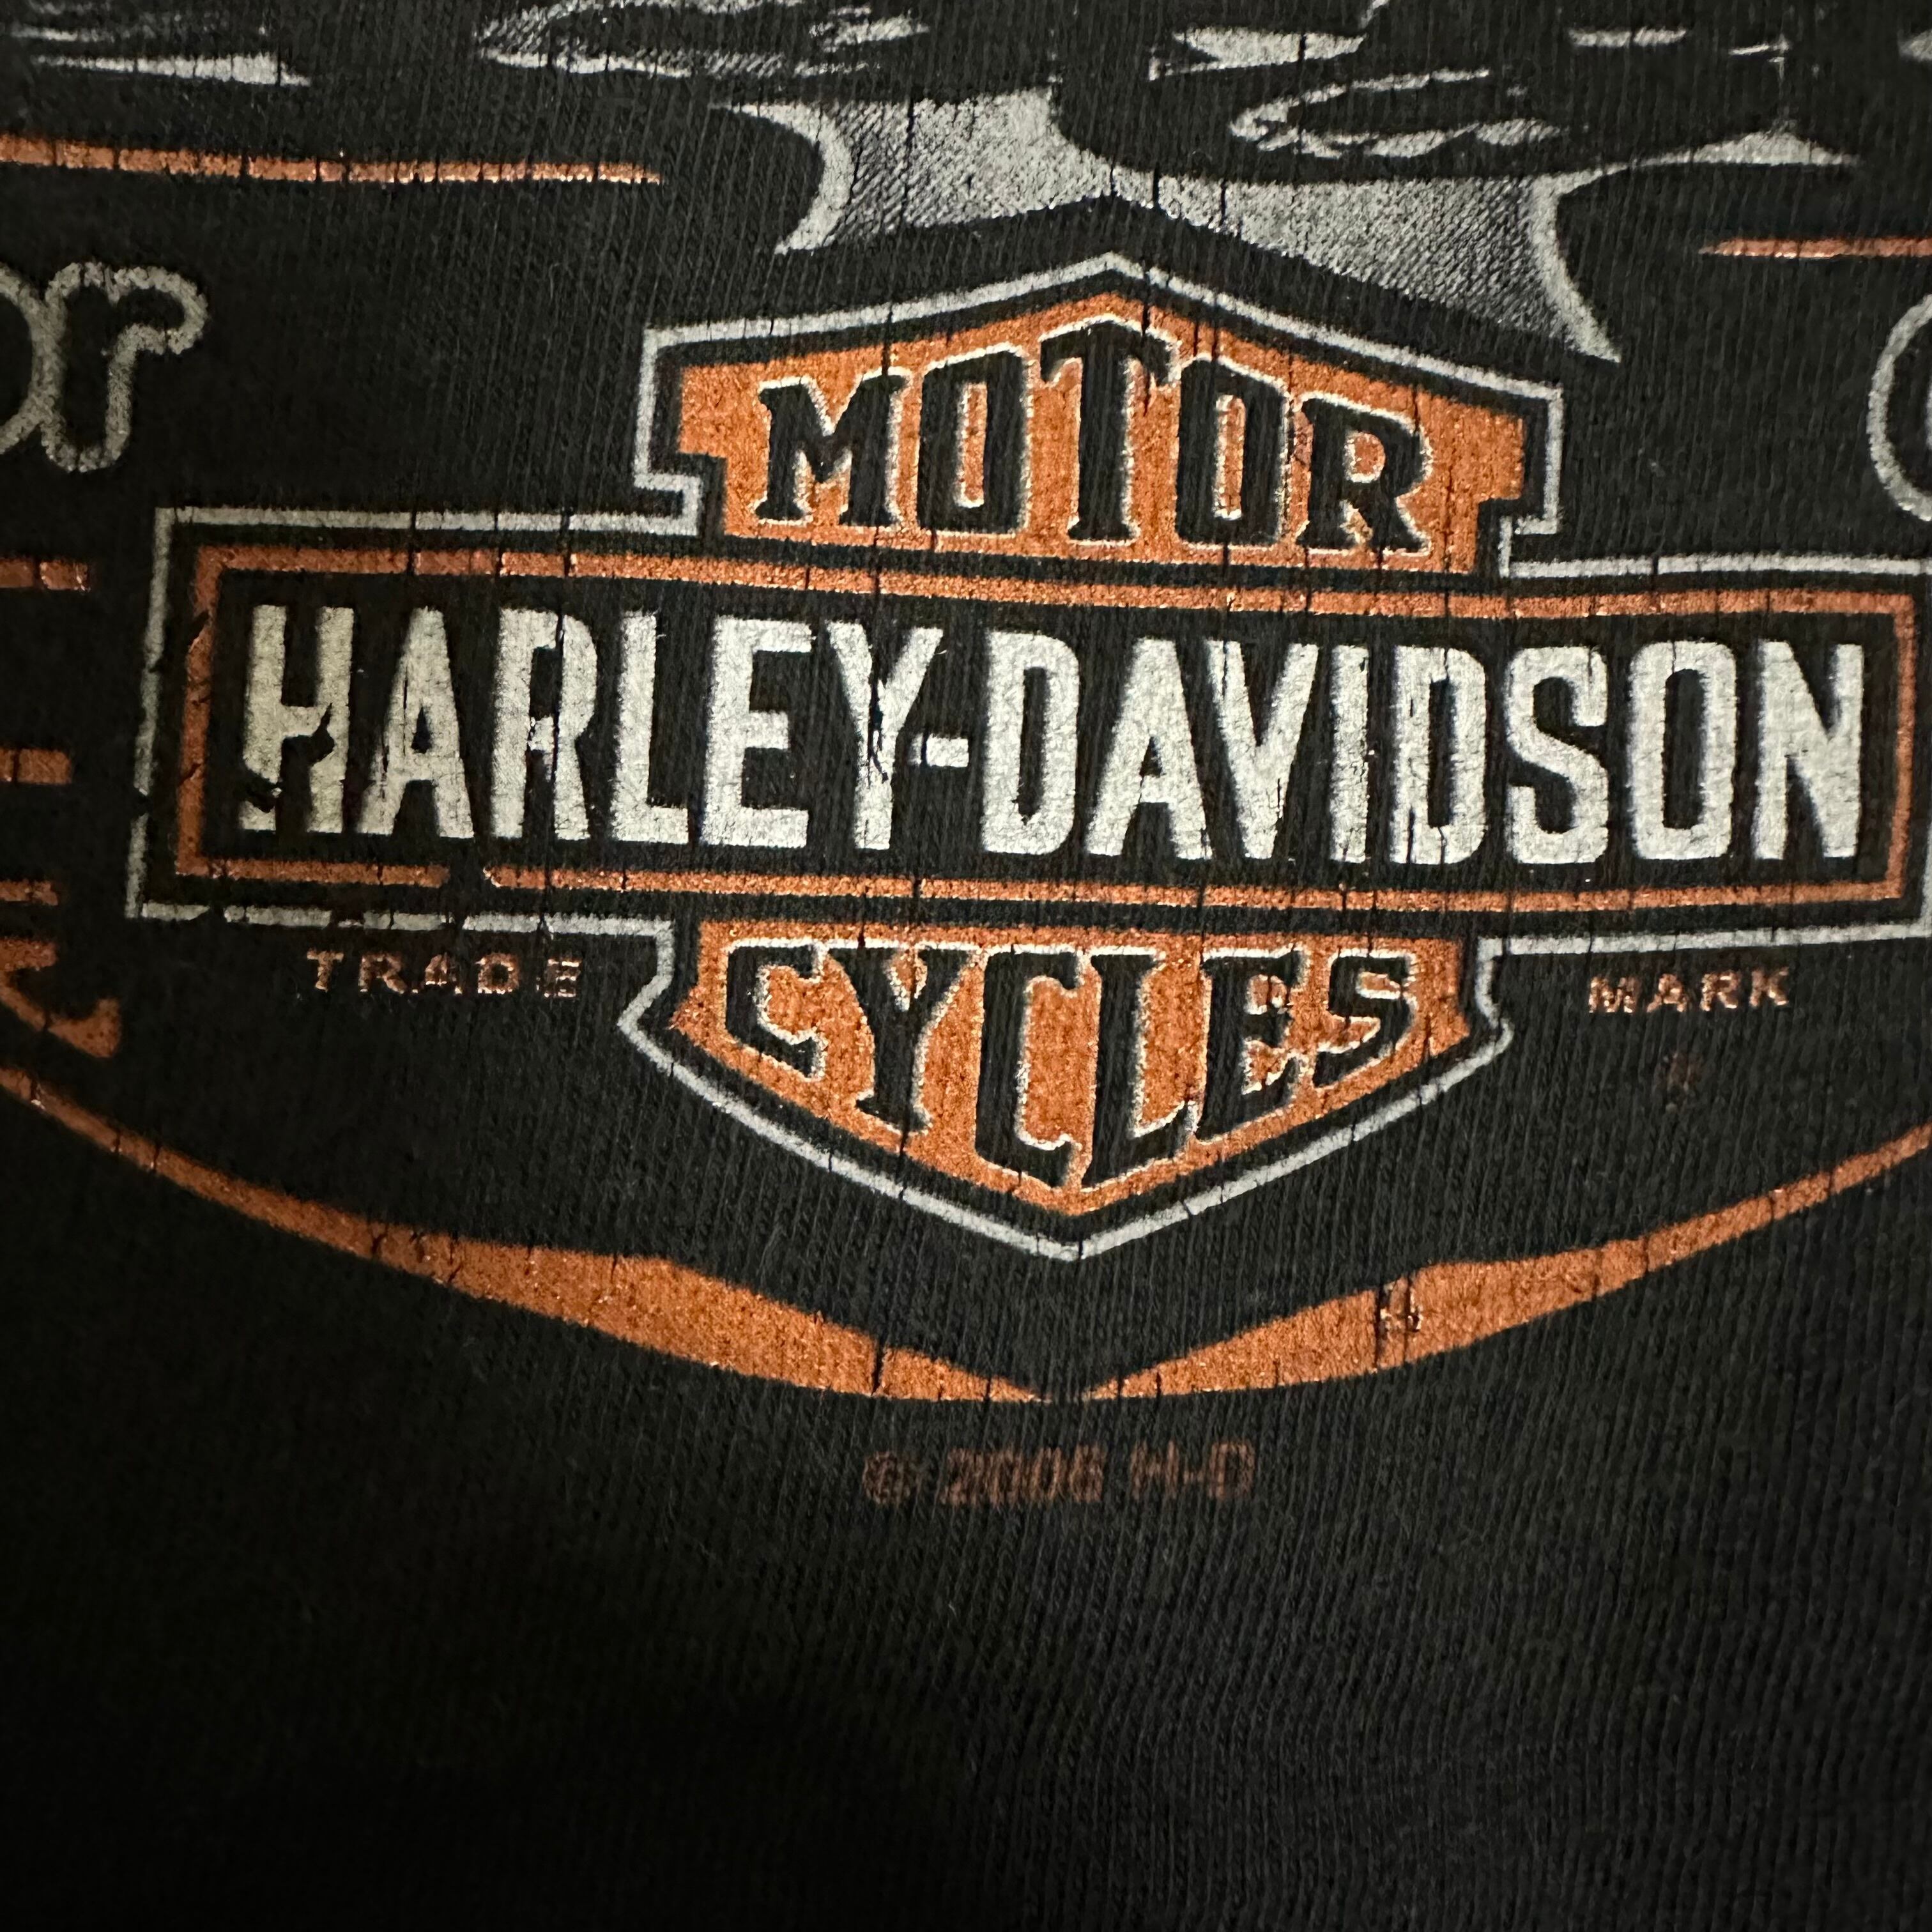 MOTOR
HARLEY-DAVIDSON
CYCLES
TRADE MARK
© 2006 H-D